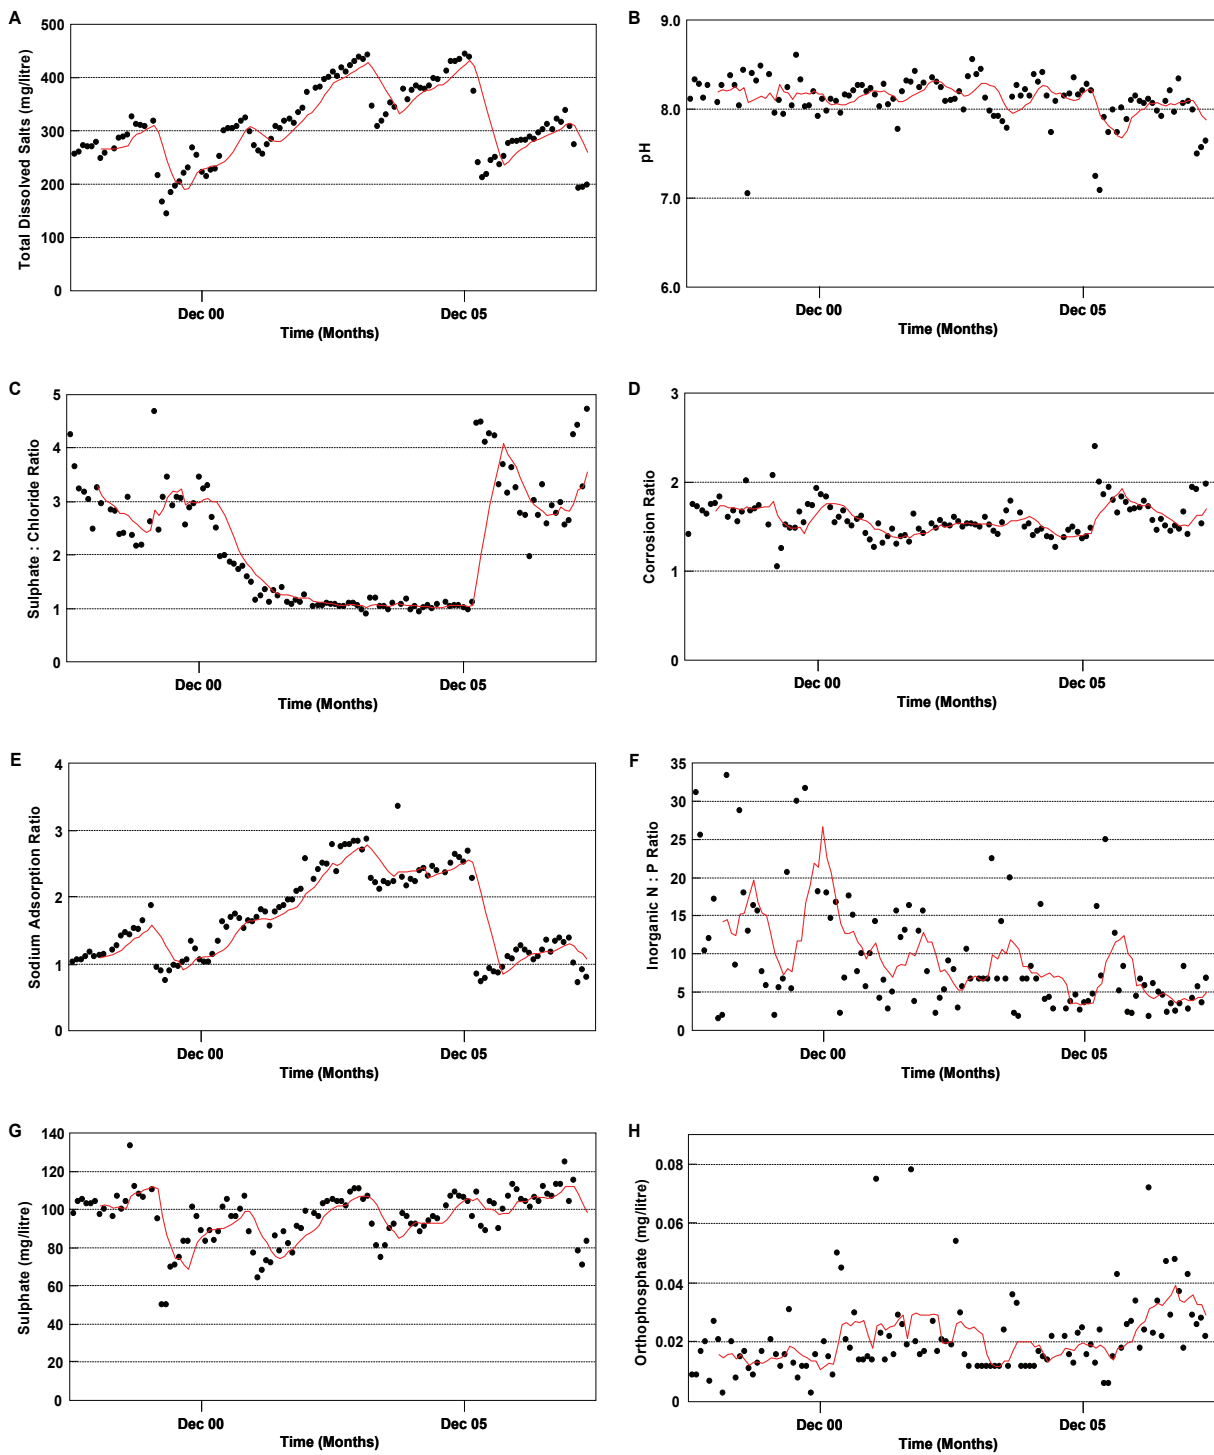 A
Total Dissolved Salts (mg/litre)
500
400
300
200
100
0
Dec 00
Dec 05
Time (Months)
B
pH
9.0
8.0
7.0
6.0
Dec 00
Dec 05
Time (Months)
C
Sulphate : Chloride Ratio
5
4
3
2
1
0
Dec 00
Dec 05
Time (Months)
D
Corrosion Ratio
3
2
1
0
Dec 00
Dec 05
Time (Months)
E
Sodium Adsorption Ratio
4
3
2
1
0
Dec 00
Dec 05
Time (Months)
F
Inorganic N : P Ratio
35
30
25
20
15
10
5
0
Dec 00
Dec 05
Time (Months)
G
Sulphate (mg/litre)
140
120
100
80
60
40
20
0
Dec 00
Dec 05
Time (Months)
H
Orthophosphate (mg/litre)
0.08
0.06
0.04
0.02
0
Dec 00
Dec 05
Time (Months)